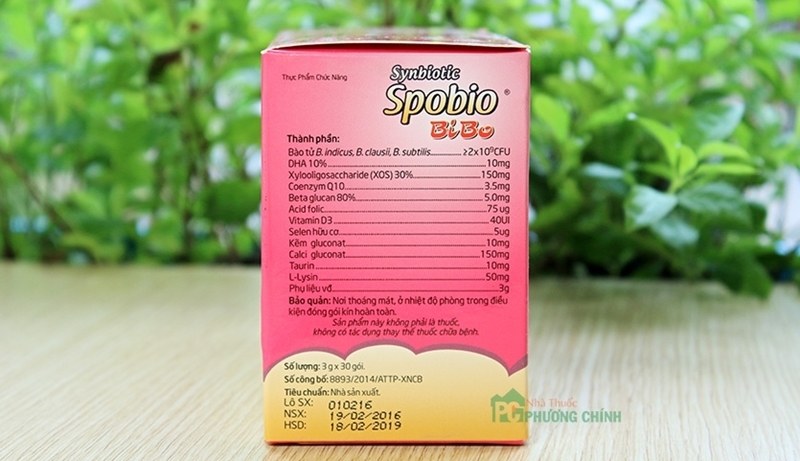 Thực Phẩm Chức Năng
Synbiotic
Spobio®
BiBo
Thành phần:
Bào tử B. indicus, B. clausii, B. subtilis..........≥2x10⁹CFU
DHA 10%..........10mg
Xylooligosaccharide (XOS) 30%..........150mg
Coenzym Q10..........3.5mg
Beta glucan 80%..........5.0mg
Acid folic..........75 ug
Vitamin D3..........40UI
Selen hữu cơ..........5ug
Kẽm gluconat..........10mg
Calci gluconat..........150mg
Taurin..........10mg
L-Lysin..........50mg
Phụ liệu vđ..........3g
Bảo quản: Nơi thoáng mát, ở nhiệt độ phòng trong điều
kiện đóng gói kín hoàn toàn.
Sản phẩm này không phải là thuốc,
không có tác dụng thay thế thuốc chữa bệnh.
Số lượng: 3 g x 30 gói.
Số công bố: 8893/2014/ATTP-XNCB
Tiêu chuẩn: Nhà sản xuất.
Lô SX: 010216
NSX: 19/02/2016
HSD: 18/02/2019
PC Nhà Thuốc
PHƯƠNG CHÍNH